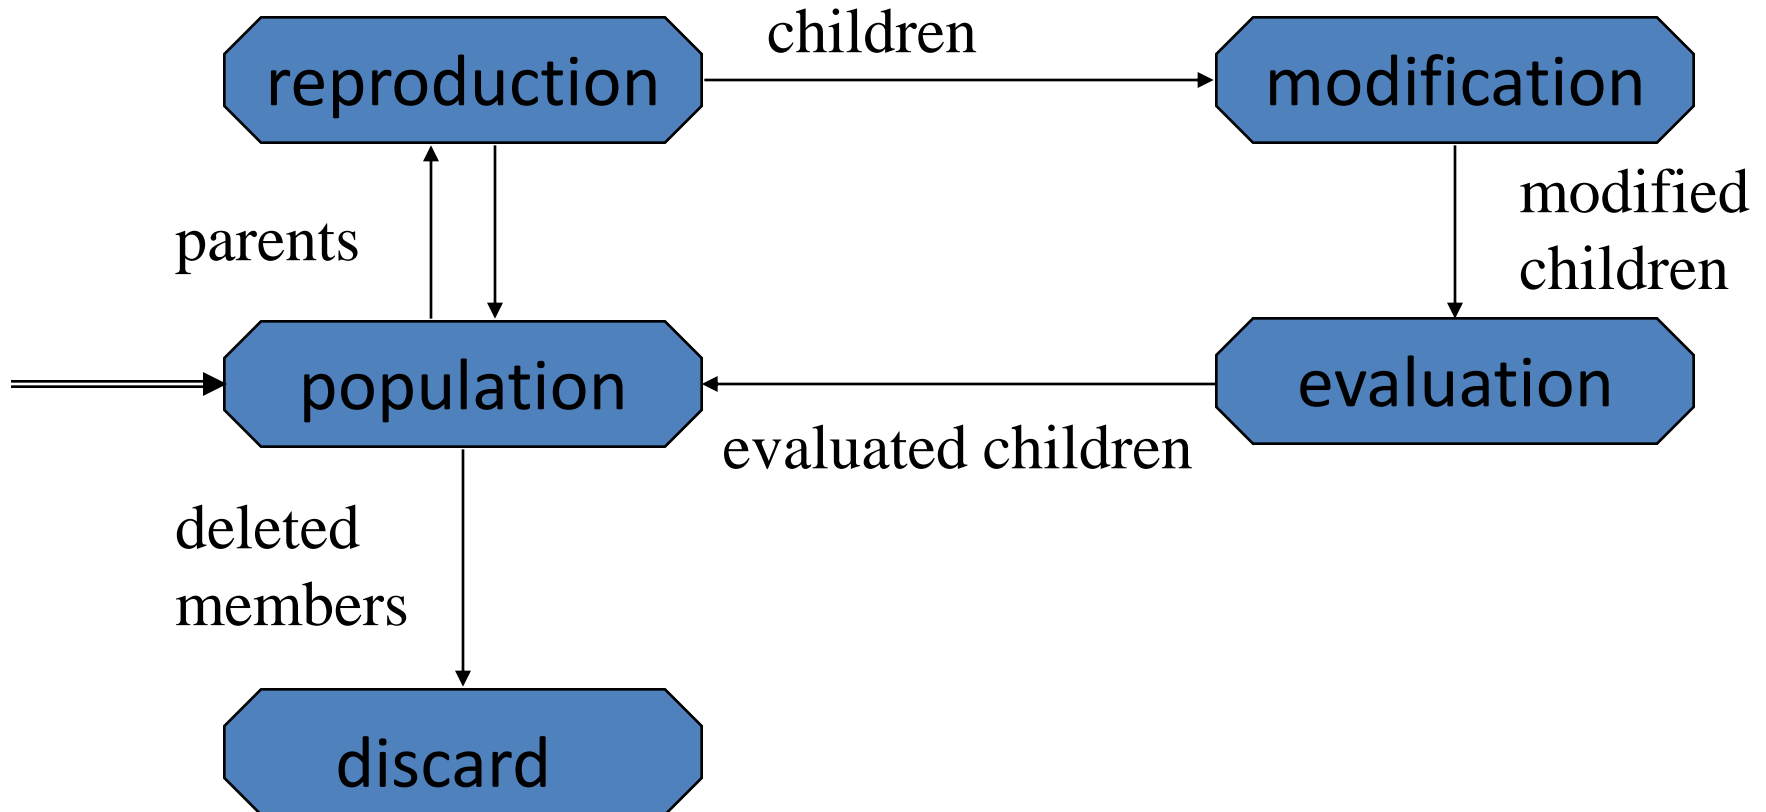 children
reproduction
modification
modified
children
parents
population
evaluation
evaluated children
deleted
members
discard